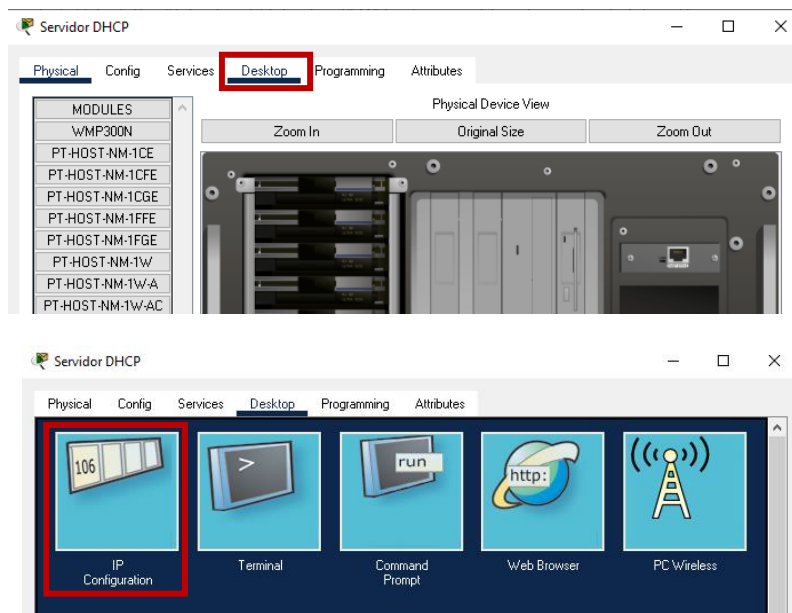 Servidor DHCP
Physical Config Services Desktop Programming Attributes
MODULES
WMP300N
PT-HOST-NM-1CE
PT-HOST-NM-1CFE
PT-HOST-NM-1CGE
PT-HOST-NM-1FFE
PT-HOST-NM-1FGE
PT-HOST-NM-1W
PT-HOST-NM-1W-A
PT-HOST-NM-1W-AC
Physical Device View
Zoom In Original Size Zoom Out
Servidor DHCP
Physical Config Services Desktop Programming Attributes
106
>
run
http:
IP
Configuration
Terminal
Command
Prompt
Web Browser
PC Wireless